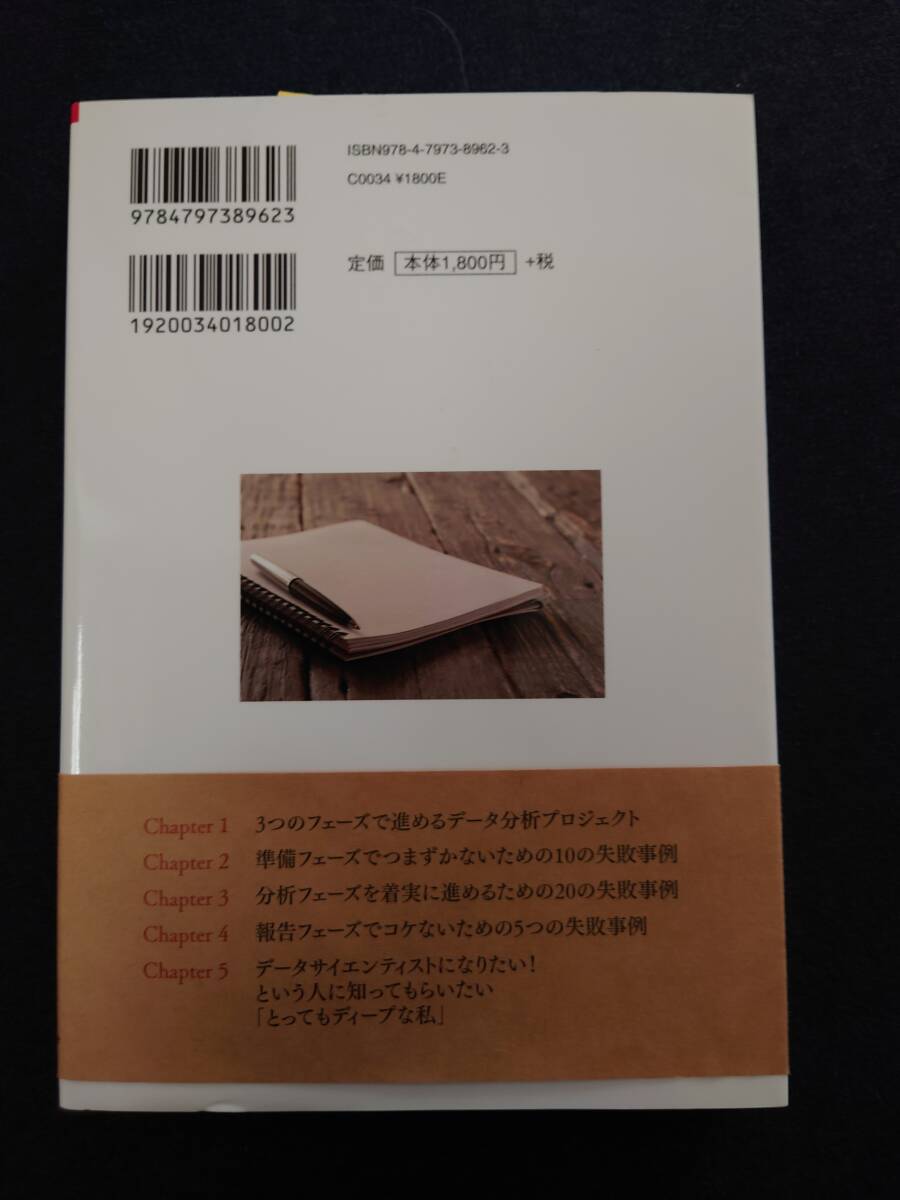 ISBN978-4-7973-8962-3
C0034 ¥1800E
9784797389623
定価 本体1,800円 +税
1920034018002
Chapter 1 3つのフェーズで進めるデータ分析プロジェクト
Chapter 2 準備フェーズでつまずかないための10の失敗事例
Chapter 3 分析フェーズを着実に進めるための20の失敗事例
Chapter 4 報告フェーズでコケないための5つの失敗事例
Chapter 5 データサイエンティストになりたい!
という人に知ってもらいたい
「とってもディープな私」